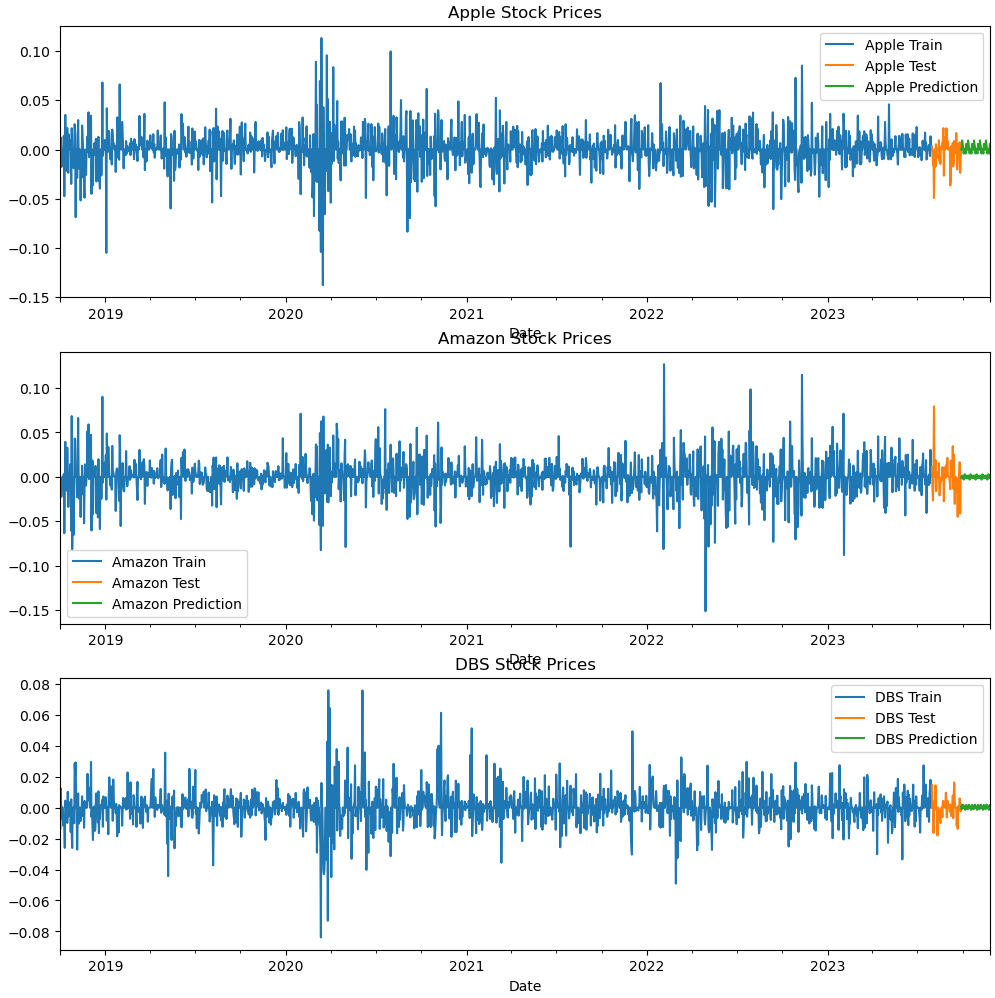 Apple Stock Prices
0.10
0.05
0.00
−0.05
−0.10
−0.15
Apple Train
Apple Test
Apple Prediction
2019 2020 2021 2022 2023
Date
Amazon Stock Prices
0.10
0.05
0.00
−0.05
−0.10
−0.15
Amazon Train
Amazon Test
Amazon Prediction
2019 2020 2021 2022 2023
Date
DBS Stock Prices
0.08
0.06
0.04
0.02
0.00
−0.02
−0.04
−0.06
−0.08
DBS Train
DBS Test
DBS Prediction
2019 2020 2021 2022 2023
Date